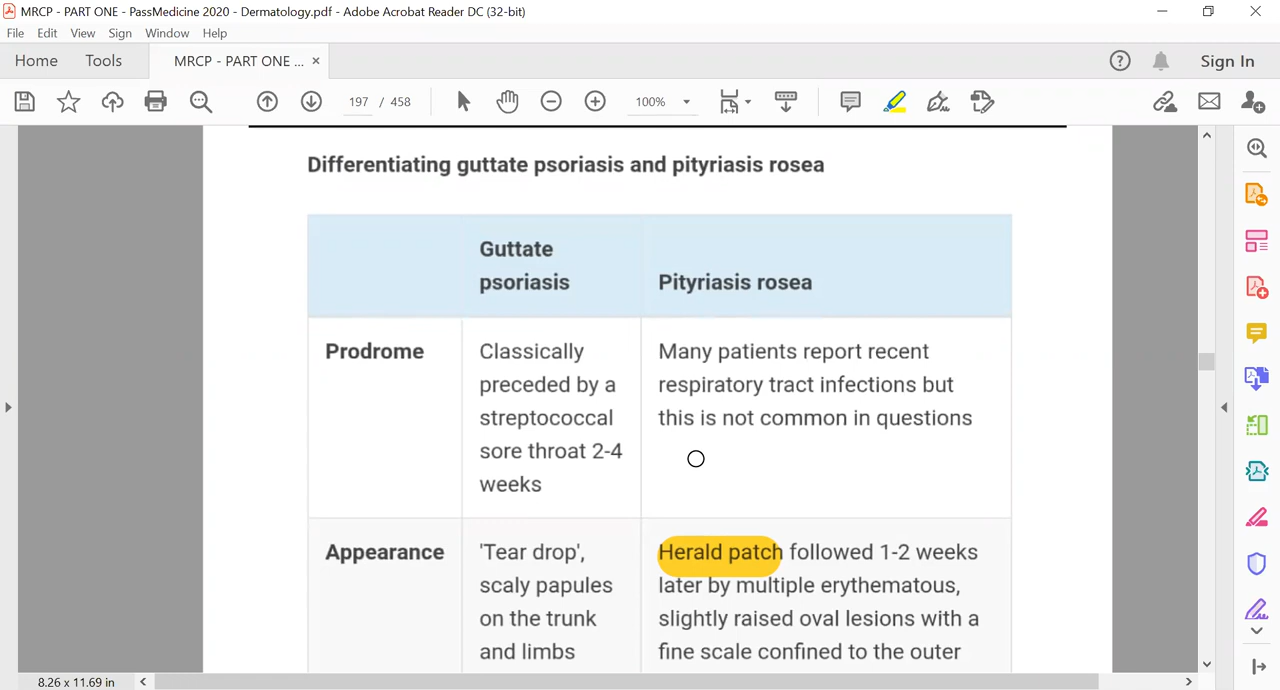 MRCP - PART ONE - PassMedicine 2020 - Dermatology.pdf - Adobe Acrobat Reader DC (32-bit)
File Edit View Sign Window Help
Home Tools MRCP - PART ONE ... × Sign In
197 / 458 100%
Differentiating guttate psoriasis and pityriasis rosea
Guttate
psoriasis
Pityriasis rosea
Prodrome
Classically
preceded by a
streptococcal
sore throat 2-4
weeks
Many patients report recent
respiratory tract infections but
this is not common in questions
Appearance
'Tear drop',
scaly papules
on the trunk
and limbs
Herald patch followed 1-2 weeks
later by multiple erythematous,
slightly raised oval lesions with a
fine scale confined to the outer
8.26 x 11.69 in